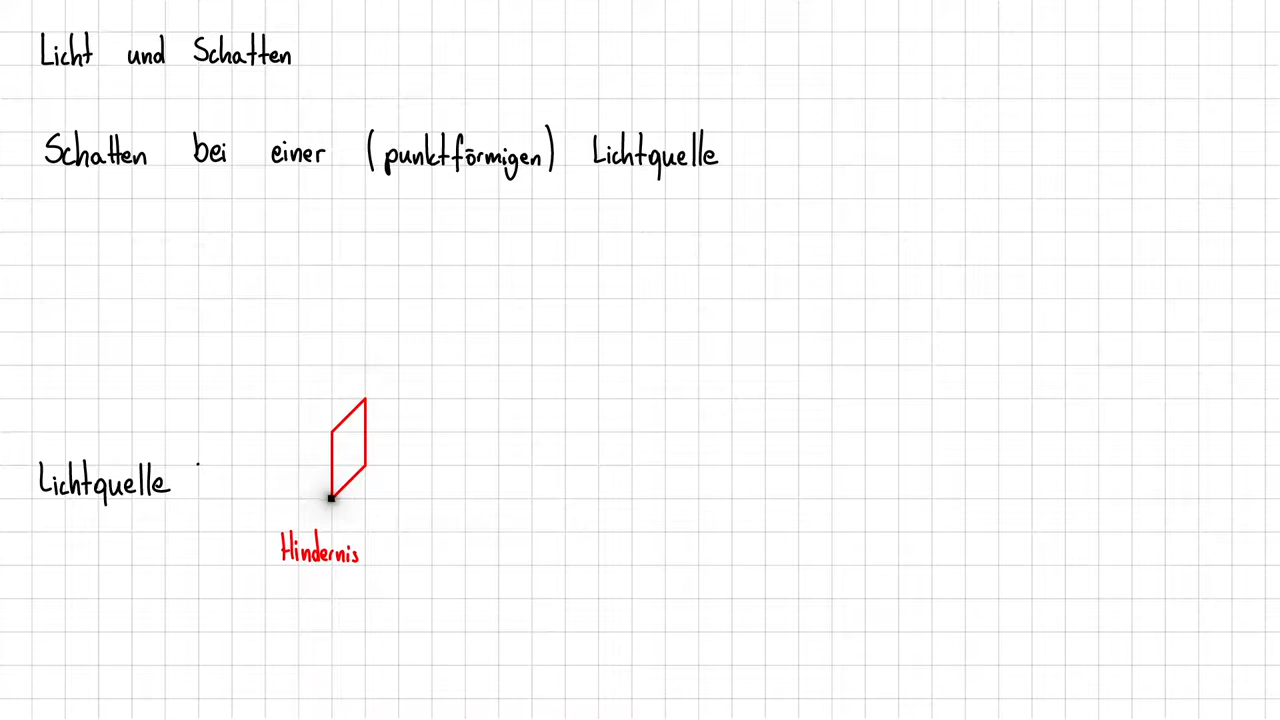 Licht und Schatten
Schatten bei einer (punktförmigen) Lichtquelle
Lichtquelle
Hindernis